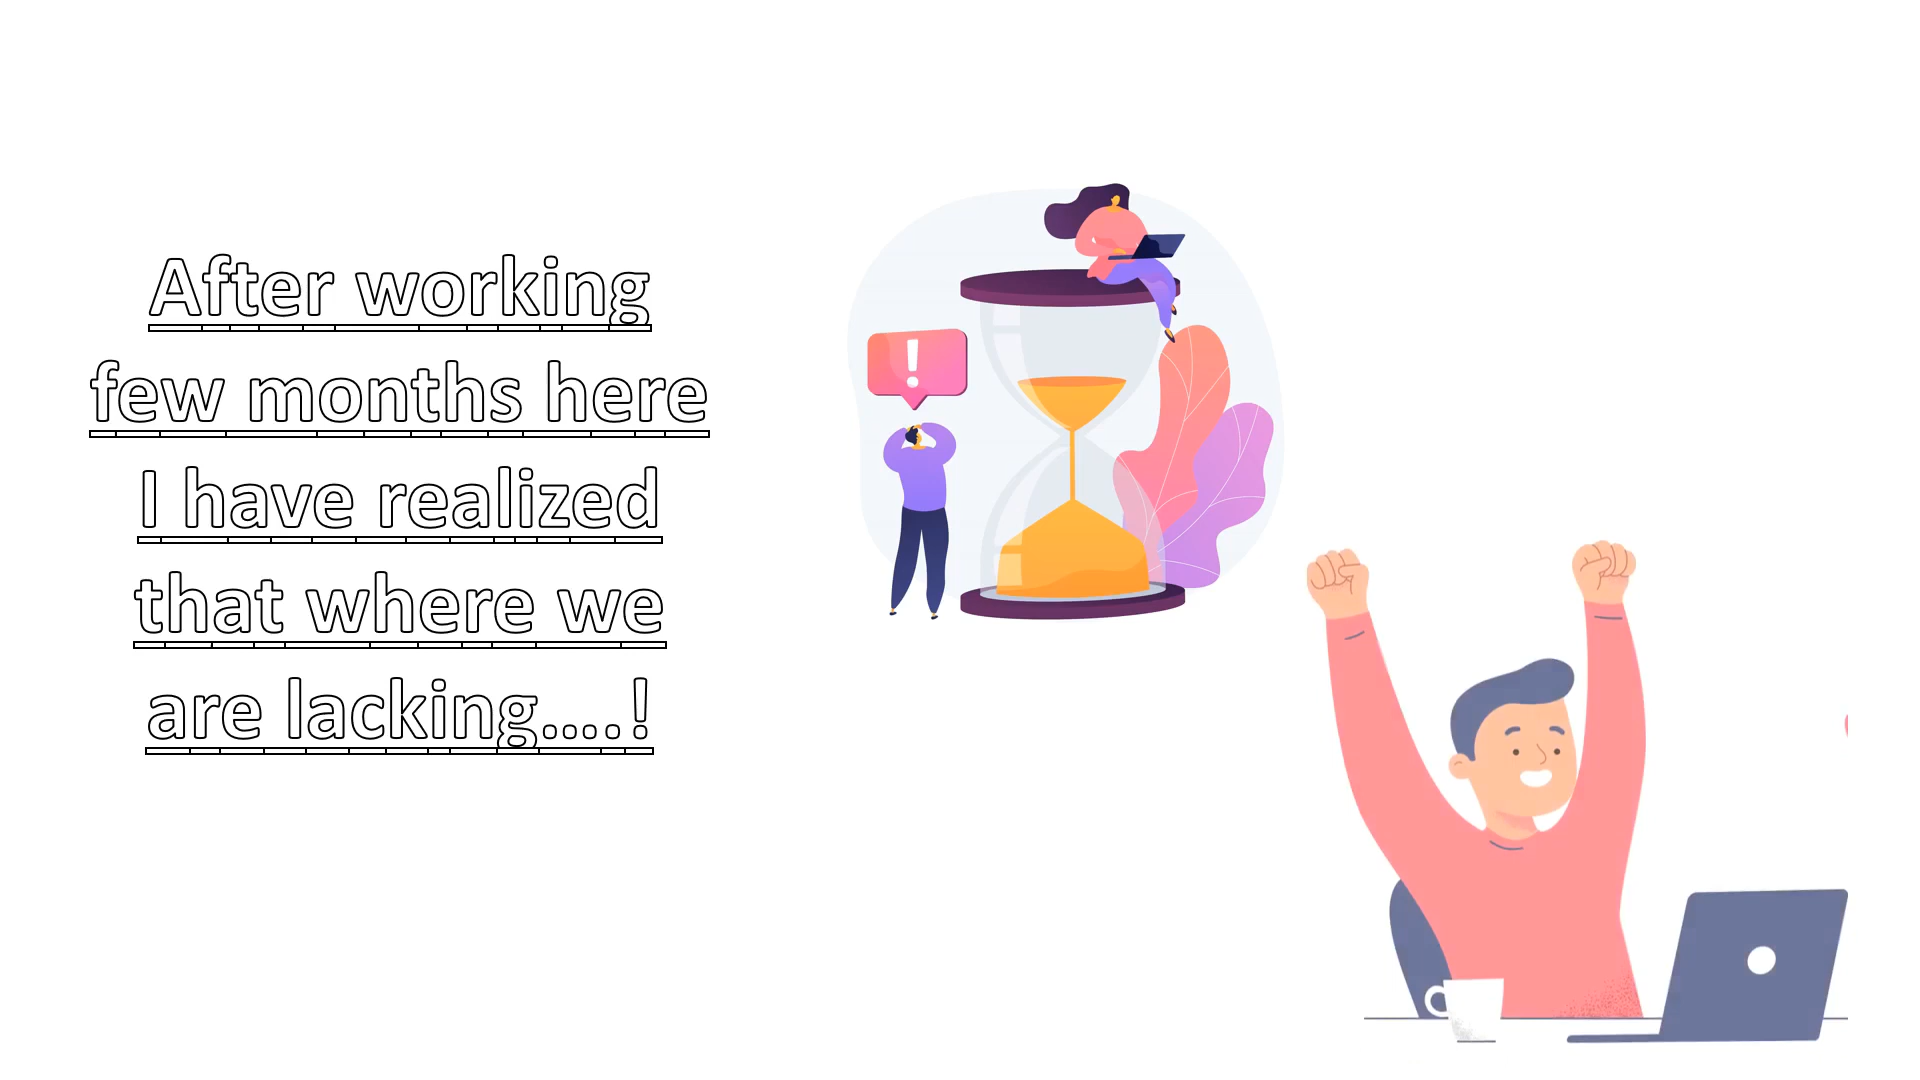 After working
few months here
I have realized
that where we
are lacking....!
!